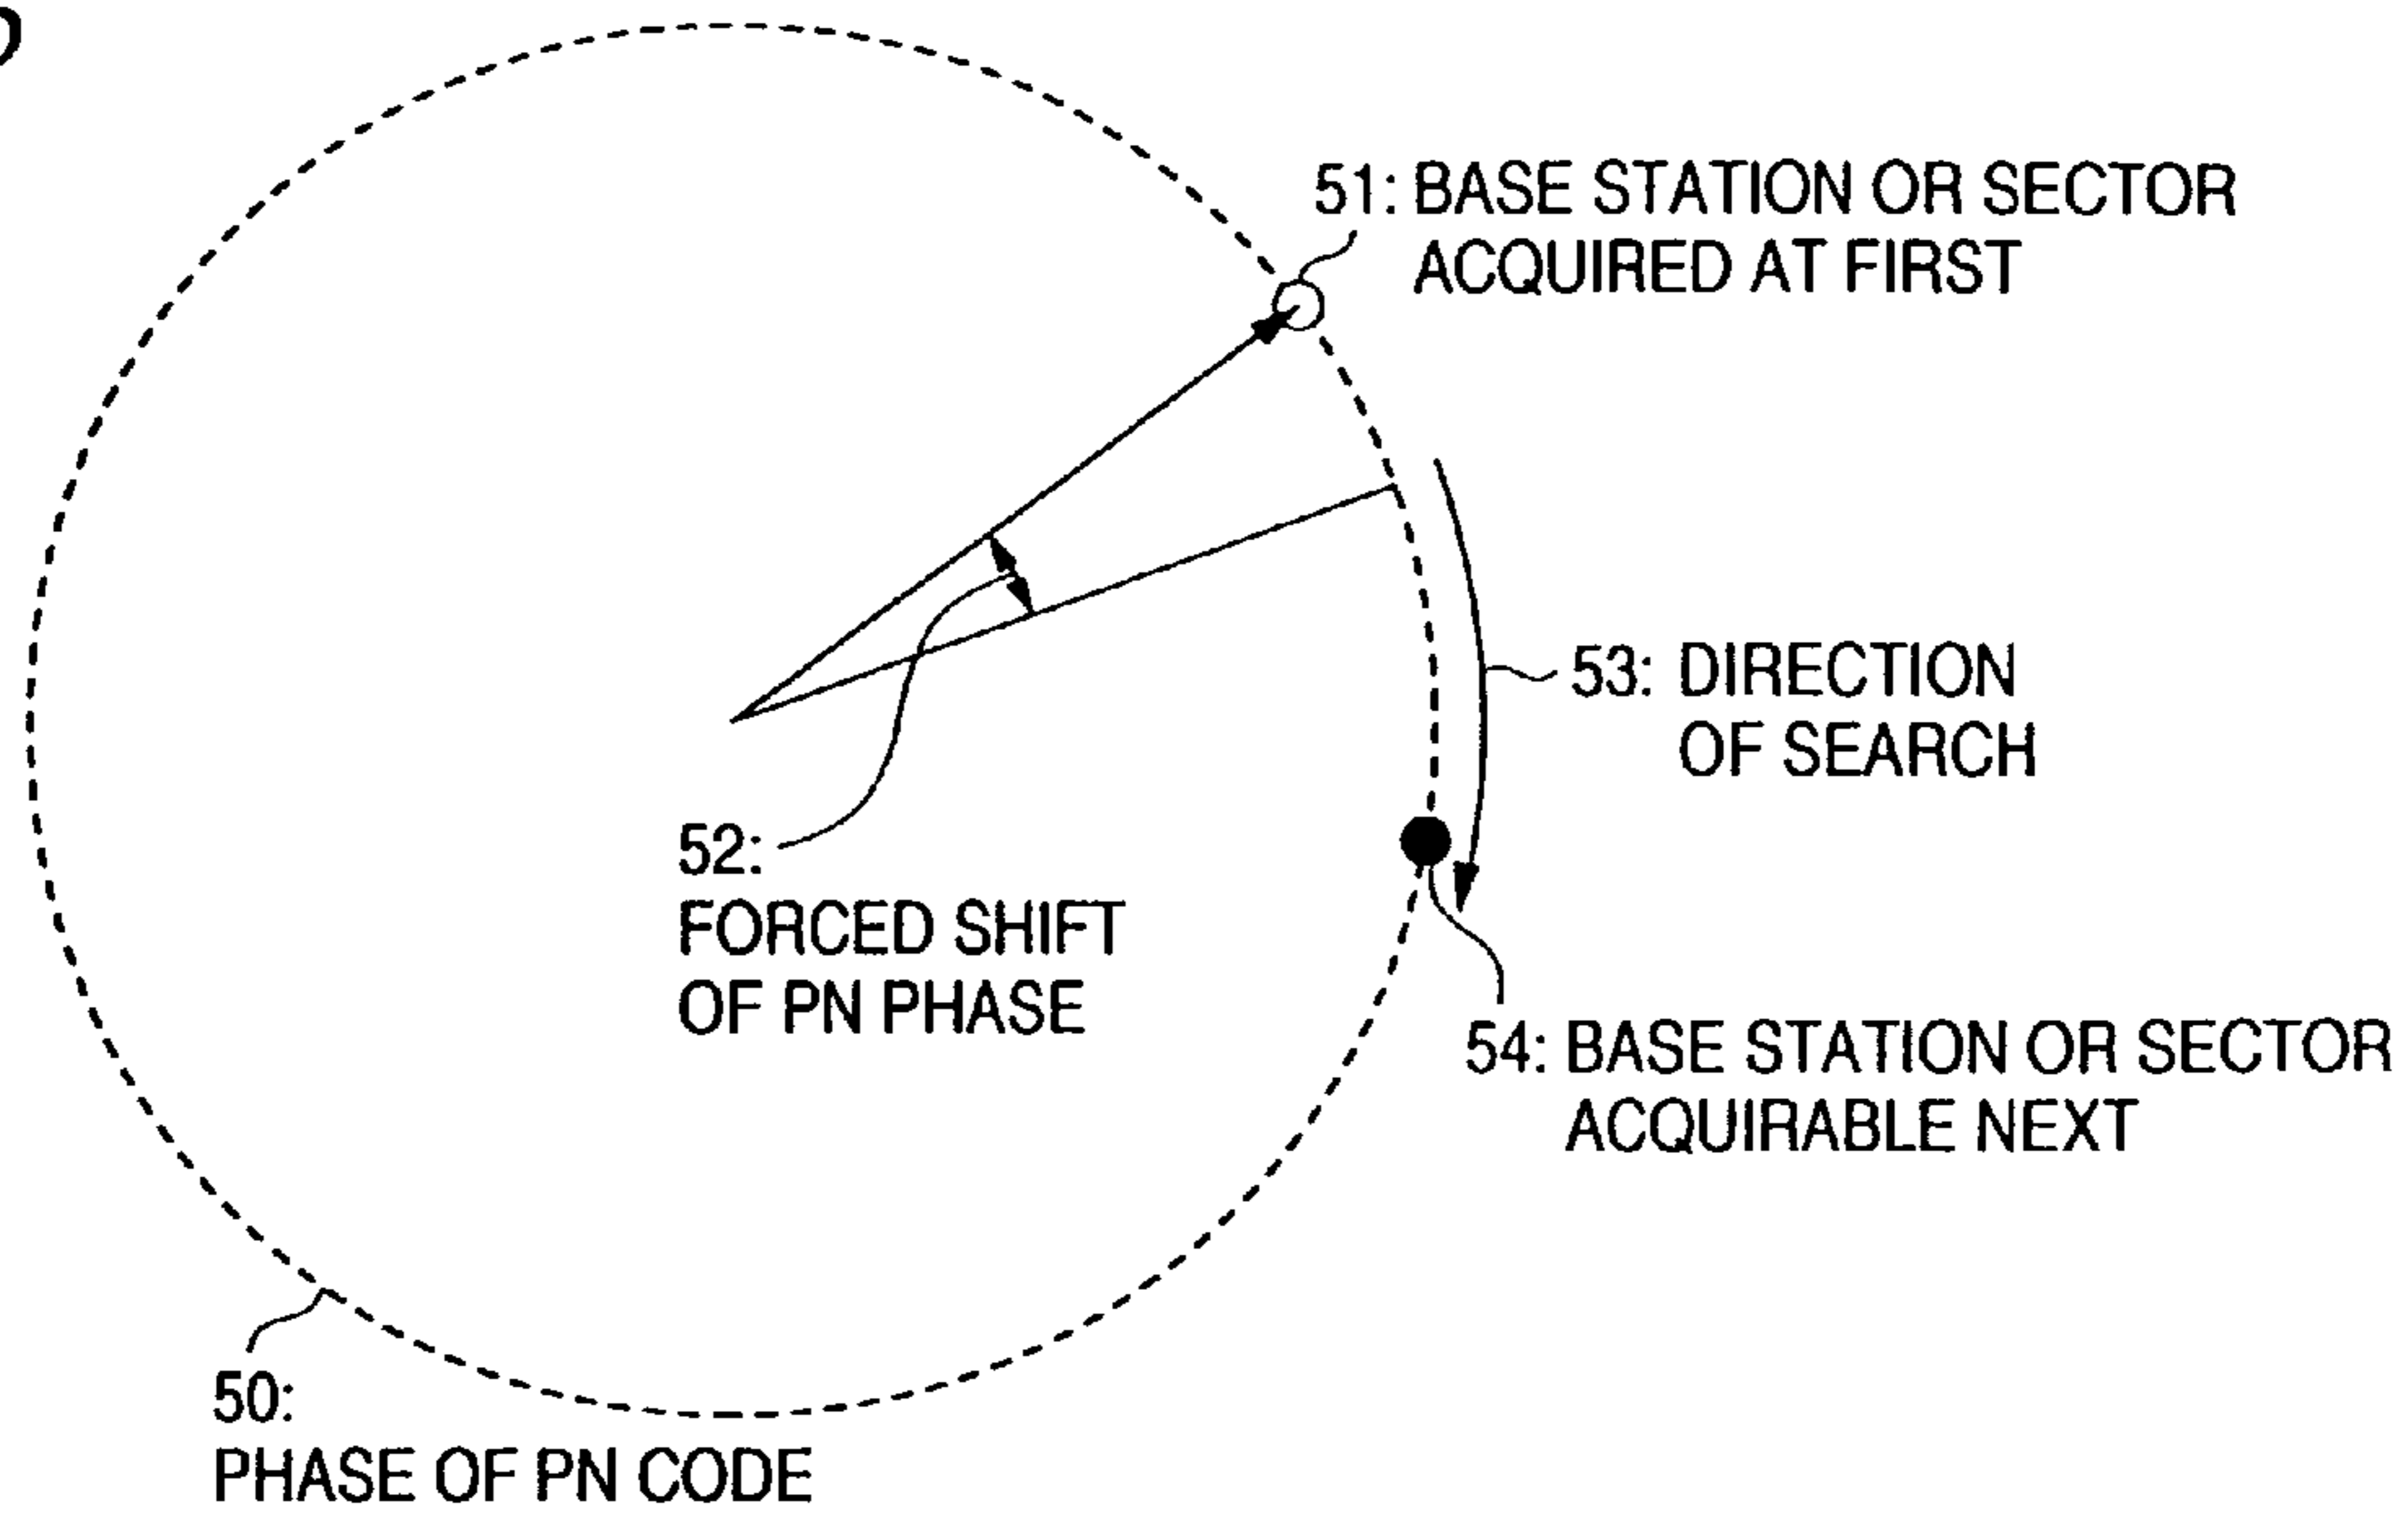 51: BASE STATION OR SECTOR
ACQUIRED AT FIRST
53: DIRECTION
OF SEARCH
52:
FORCED SHIFT
OF PN PHASE
54: BASE STATION OR SECTOR
ACQUIRABLE NEXT
50:
PHASE OF PN CODE